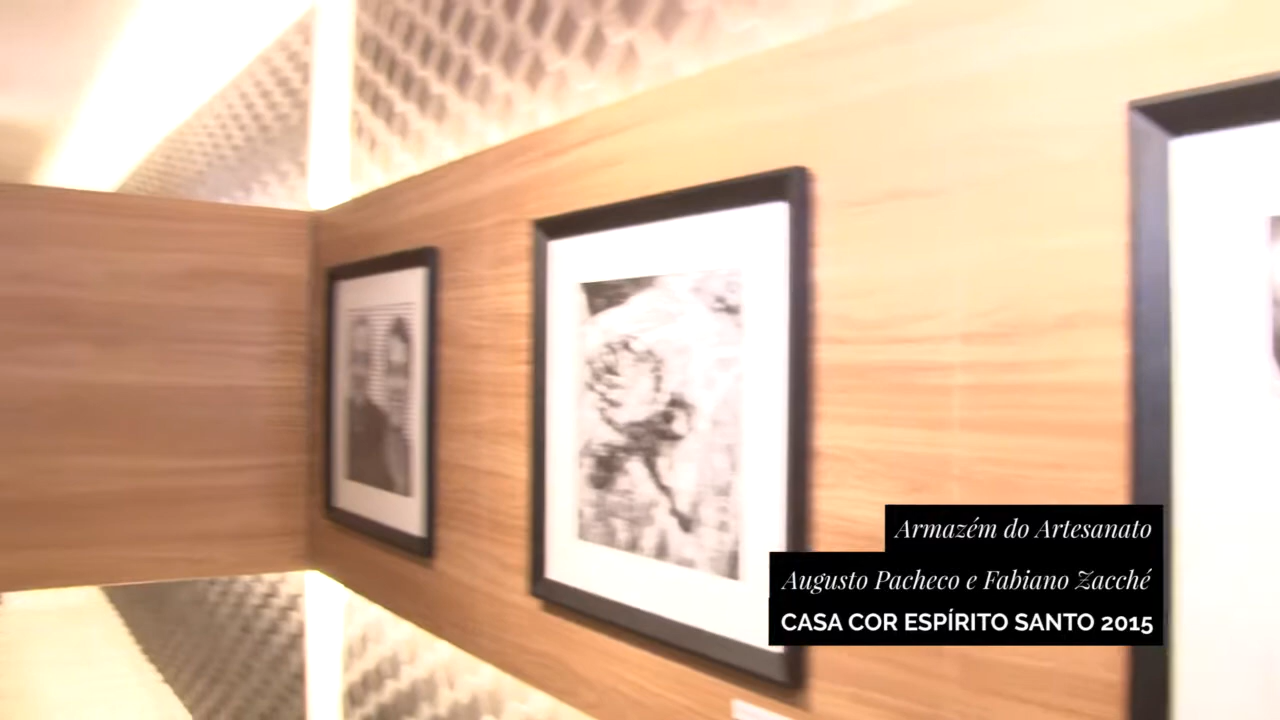 Armazém do Artesanato
Augusto Pacheco e Fabiano Zacché
CASA COR ESPÍRITO SANTO 2015